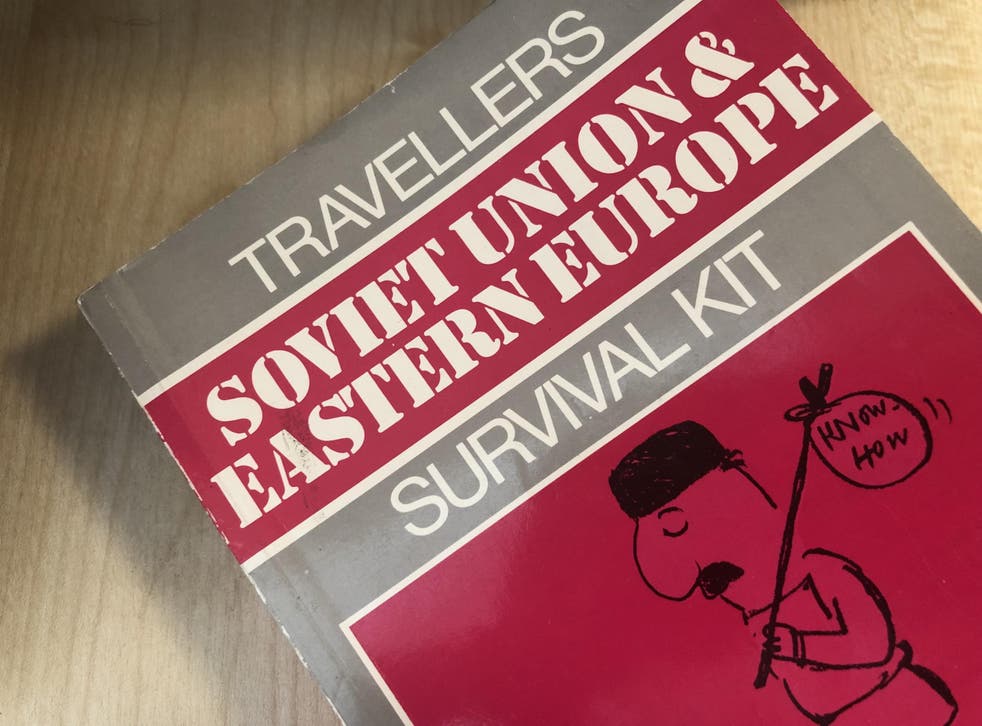 TRAVELLERS
SOVIET UNION &
EASTERN EUROPE
SURVIVAL KIT
KNOW-
HOW